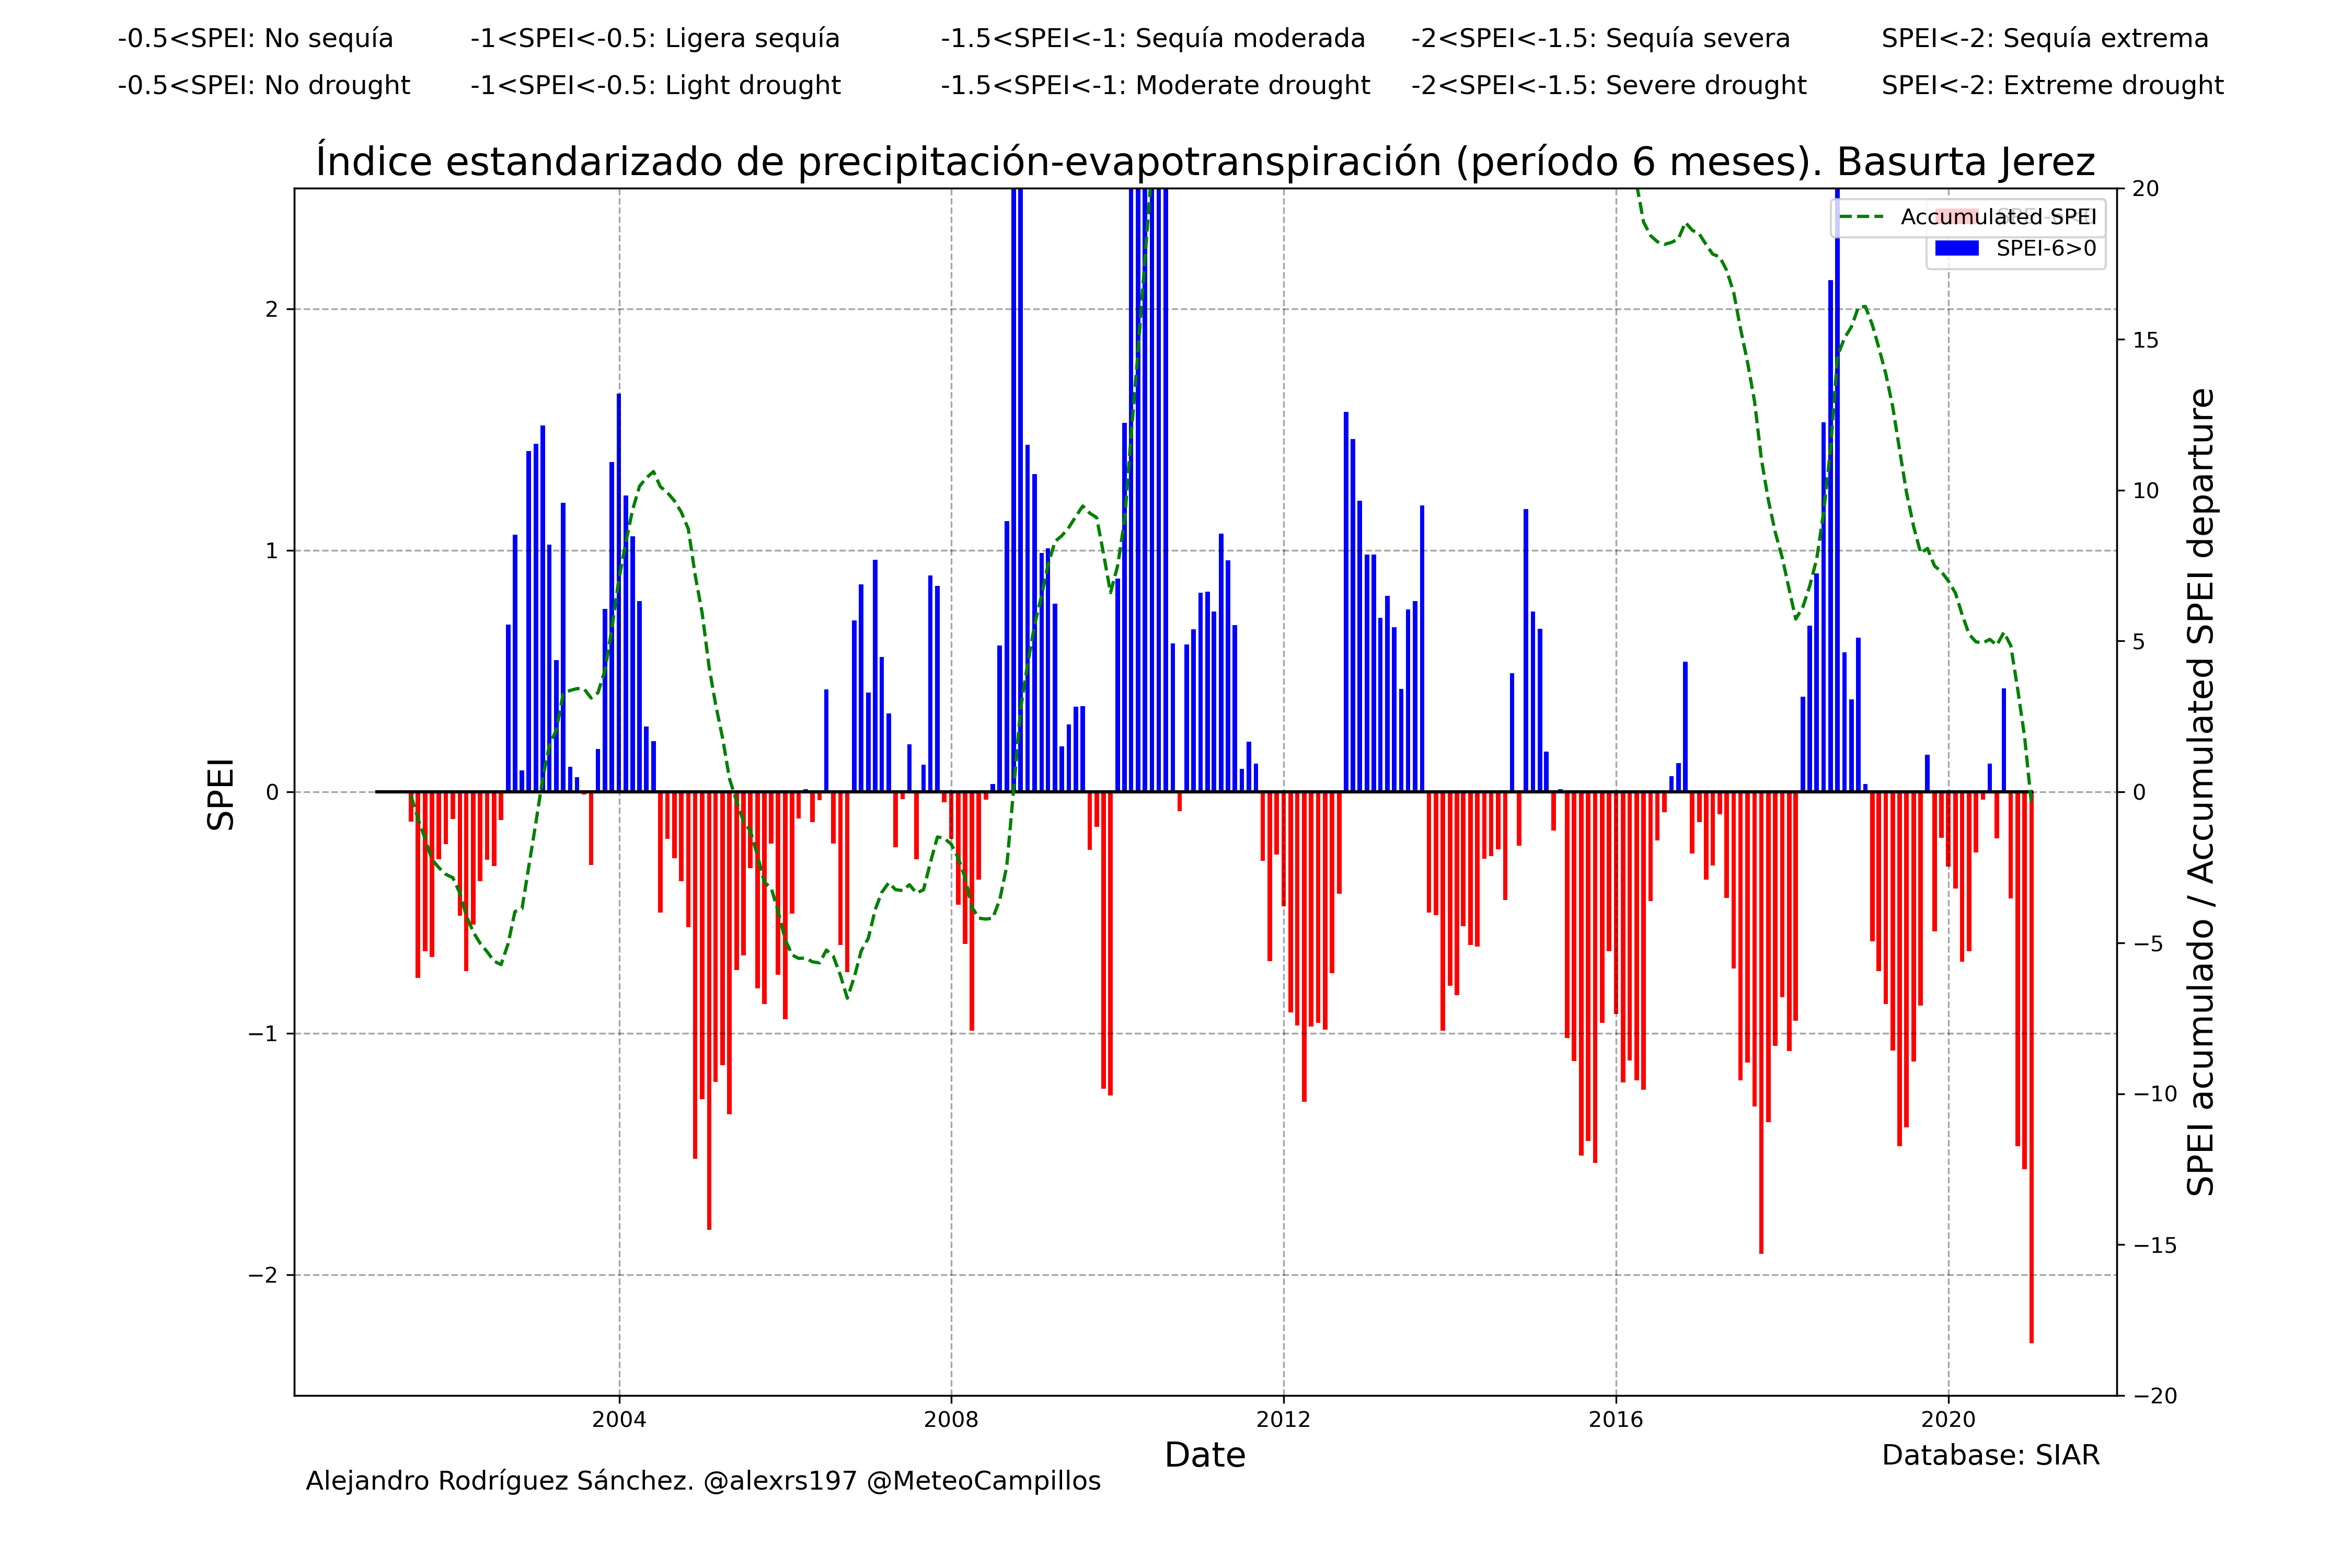 -0.5<SPEI: No sequía -1<SPEI<-0.5: Ligera sequía -1.5<SPEI<-1: Sequía moderada -2<SPEI<-1.5: Sequía severa SPEI<-2: Sequía extrema
-0.5<SPEI: No drought -1<SPEI<-0.5: Light drought -1.5<SPEI<-1: Moderate drought -2<SPEI<-1.5: Severe drought SPEI<-2: Extreme drought
Índice estandarizado de precipitación-evapotranspiración (período 6 meses). Basurta Jerez
Accumulated SPEI
SPEI-6>0
SPEI
2
1
0
−1
−2
20
15
10
5
0
−5
−10
−15
−20
SPEI acumulado / Accumulated SPEI departure
2004 2008 2012 2016 2020
Date
Database: SIAR
Alejandro Rodríguez Sánchez. @alexrs197 @MeteoCampillos